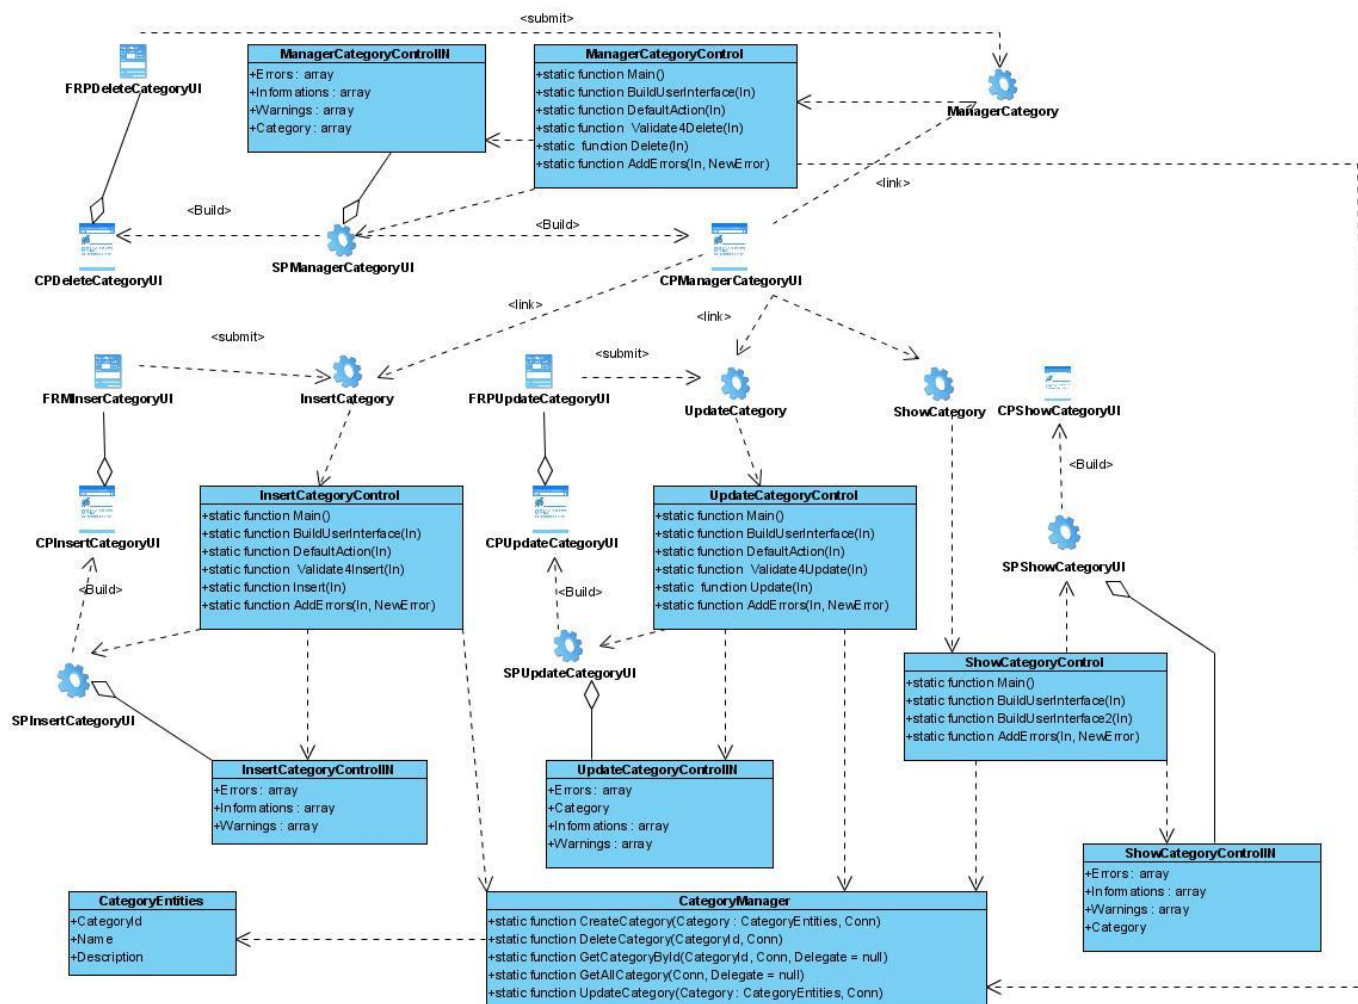 <submit>
FRPDeleteCategoryUI
ManagerCategoryControlIN
+Errors : array
+Informations : array
+Warnings : array
+Category : array
ManagerCategoryControl
+static function Main()
+static function BuildUserInterface(In)
+static function DefaultAction(In)
+static function Validate4Delete(In)
+static function Delete(In)
+static function AddErrors(In, NewError)
ManagerCategory
<link>
<Build>
<Build>
CPDeleteCategoryUI
SPManagerCategoryUI
CPManagerCategoryUI
<link>
<link>
<submit>
<submit>
FRMInserCategoryUI
InsertCategory
FRPUpdateCategoryUI
UpdateCategory
ShowCategory
CPShowCategoryUI
<Build>
InsertCategoryControl
+static function Main()
+static function BuildUserInterface(In)
+static function DefaultAction(In)
+static function Validate4Insert(In)
+static function Insert(In)
+static function AddErrors(In, NewError)
UpdateCategoryControl
+static function Main()
+static function BuildUserInterface(In)
+static function DefaultAction(In)
+static function Validate4Update(In)
+static function Update(In)
+static function AddErrors(In, NewError)
CPInsertCategoryUI
CPUpdateCategoryUI
SPShowCategoryUI
<Build>
<Build>
SPInsertCategoryUI
SPUpdateCategoryUI
ShowCategoryControl
+static function Main()
+static function BuildUserInterface(In)
+static function BuildUserInterface2(In)
+static function AddErrors(In, NewError)
InsertCategoryControlIN
+Errors : array
+Informations : array
+Warnings : array
UpdateCategoryControlIN
+Errors : array
+Category
+Informations : array
+Warnings : array
ShowCategoryControlIN
+Errors : array
+Informations : array
+Warnings : array
+Category
CategoryEntities
+CategoryId
+Name
+Description
CategoryManager
+static function CreateCategory(Category : CategoryEntities, Conn)
+static function DeleteCategory(CategoryId, Conn)
+static function GetCategoryById(CategoryId, Conn, Delegate = null)
+static function GetAllCategory(Conn, Delegate = null)
+static function UpdateCategory(Category : CategoryEntities, Conn)